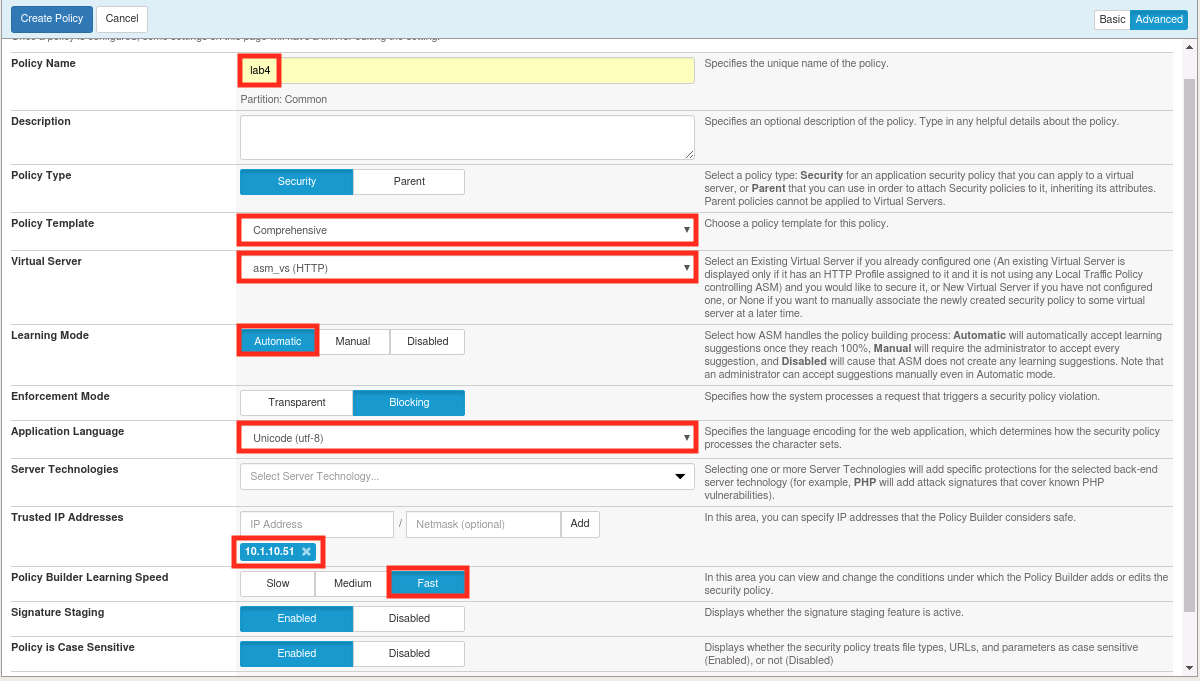 Create Policy Cancel Basic Advanced
Once a policy is configured, some settings on this page will have a link for editing the setting.
Policy Name lab4 Specifies the unique name of the policy.
Partition: Common
Description Specifies an optional description of the policy. Type in any helpful details about the policy.
Policy Type Security Parent Select a policy type: Security for an application security policy that you can apply to a virtual
server, or Parent that you can use in order to attach Security policies to it, inheriting its attributes.
Parent policies cannot be applied to Virtual Servers.
Policy Template Comprehensive Choose a policy template for this policy.
Virtual Server asm_vs (HTTP) Select an Existing Virtual Server if you already configured one (An existing Virtual Server is
displayed only if it has an HTTP Profile assigned to it and it is not using any Local Traffic Policy
controlling ASM) and you would like to secure it, or New Virtual Server if you have not configured
one, or None if you want to manually associate the newly created security policy to some virtual
server at a later time.
Learning Mode Automatic Manual Disabled Select how ASM handles the policy building process: Automatic will automatically accept learning
suggestions once they reach 100%, Manual will require the administrator to accept every
suggestion, and Disabled will cause that ASM does not create any learning suggestions. Note that
an administrator can accept suggestions manually even in Automatic mode.
Enforcement Mode Transparent Blocking Specifies how the system processes a request that triggers a security policy violation.
Application Language Unicode (utf-8) Specifies the language encoding for the web application, which determines how the security policy
processes the character sets.
Server Technologies Select Server Technology... Selecting one or more Server Technologies will add specific protections for the selected back-end
server technology (for example, PHP will add attack signatures that cover known PHP
vulnerabilities).
Trusted IP Addresses IP Address / Netmask (optional) Add In this area, you can specify IP addresses that the Policy Builder considers safe.
10.1.10.51
Policy Builder Learning Speed Slow Medium Fast In this area you can view and change the conditions under which the Policy Builder adds or edits the
security policy.
Signature Staging Enabled Disabled Displays whether the signature staging feature is active.
Policy is Case Sensitive Enabled Disabled Displays whether the security policy treats file types, URLs, and parameters as case sensitive
(Enabled), or not (Disabled)